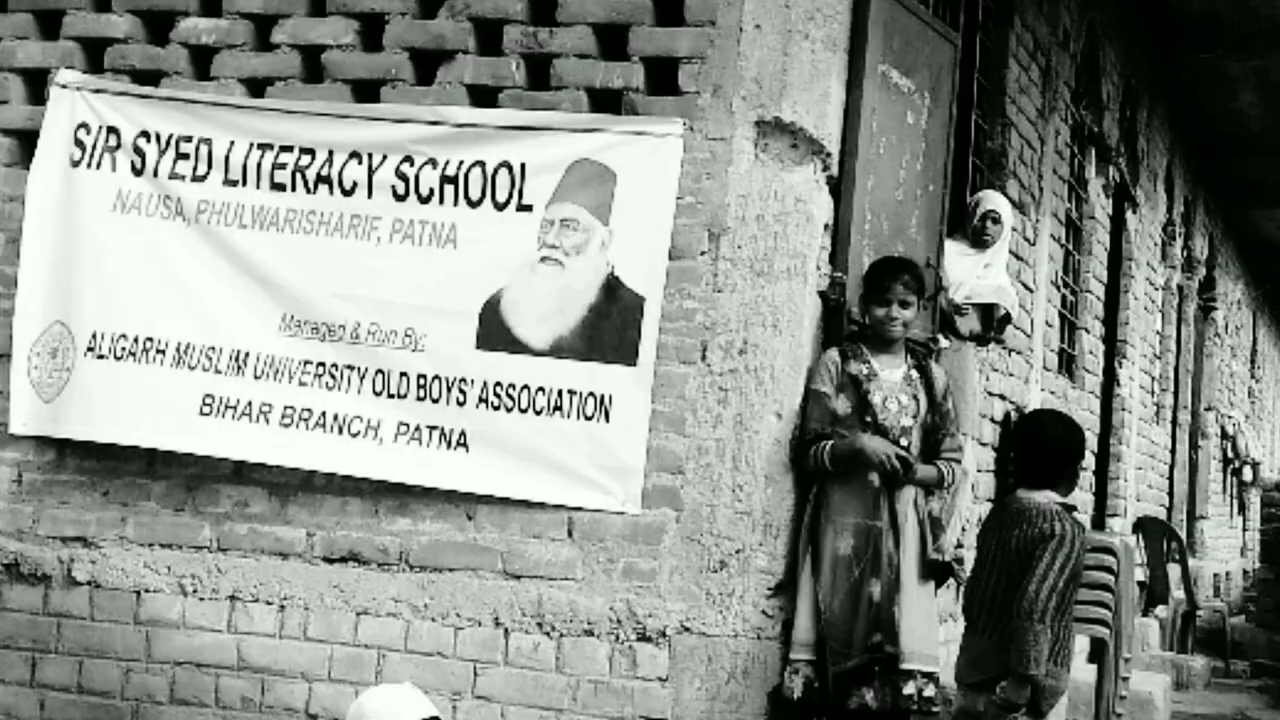 SIR SYED LITERACY SCHOOL
NAUSA, PHULWARISHARIF, PATNA
Managed & Run By:
ALIGARH MUSLIM UNIVERSITY OLD BOYS' ASSOCIATION
BIHAR BRANCH, PATNA